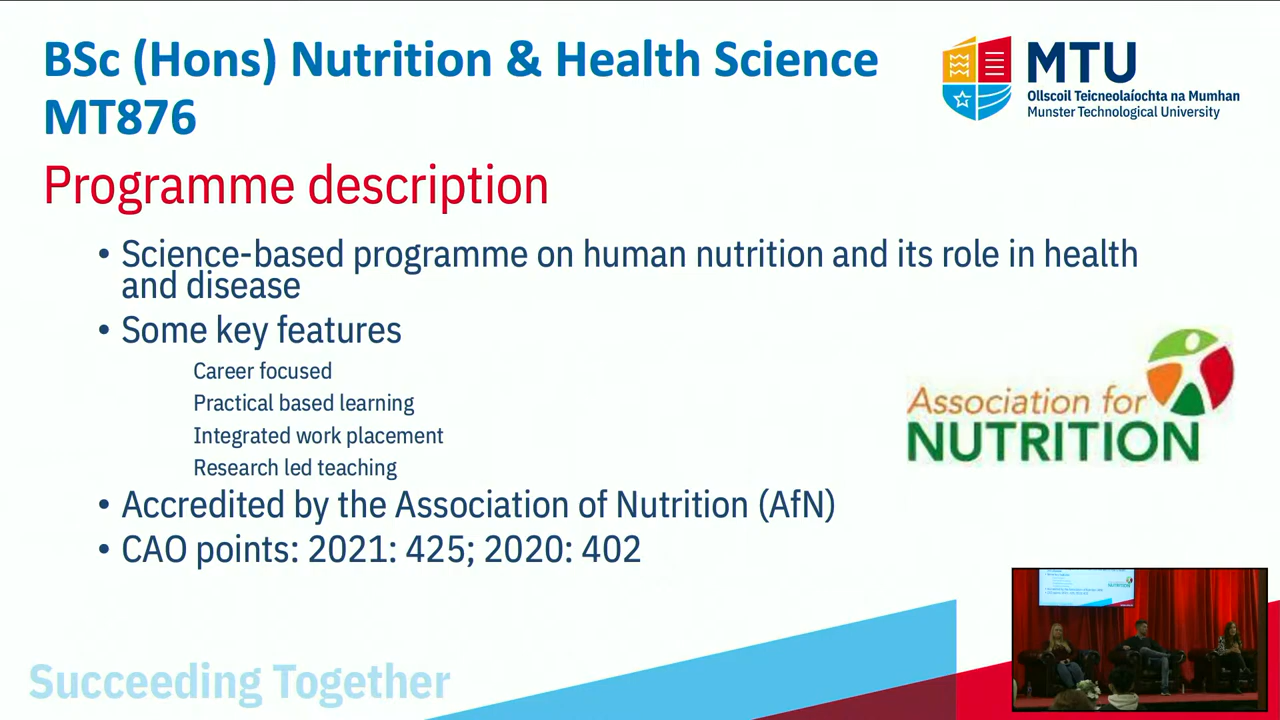 BSc (Hons) Nutrition & Health Science
MT876
MTU
Ollscoil Teicneolaíochta na Mumhan
Munster Technological University
Programme description
• Science-based programme on human nutrition and its role in health
and disease
• Some key features
Career focused
Practical based learning
Integrated work placement
Research led teaching
Association for
NUTRITION
• Accredited by the Association of Nutrition (AfN)
• CAO points: 2021: 425; 2020: 402
NUTRITION
Succeeding Together